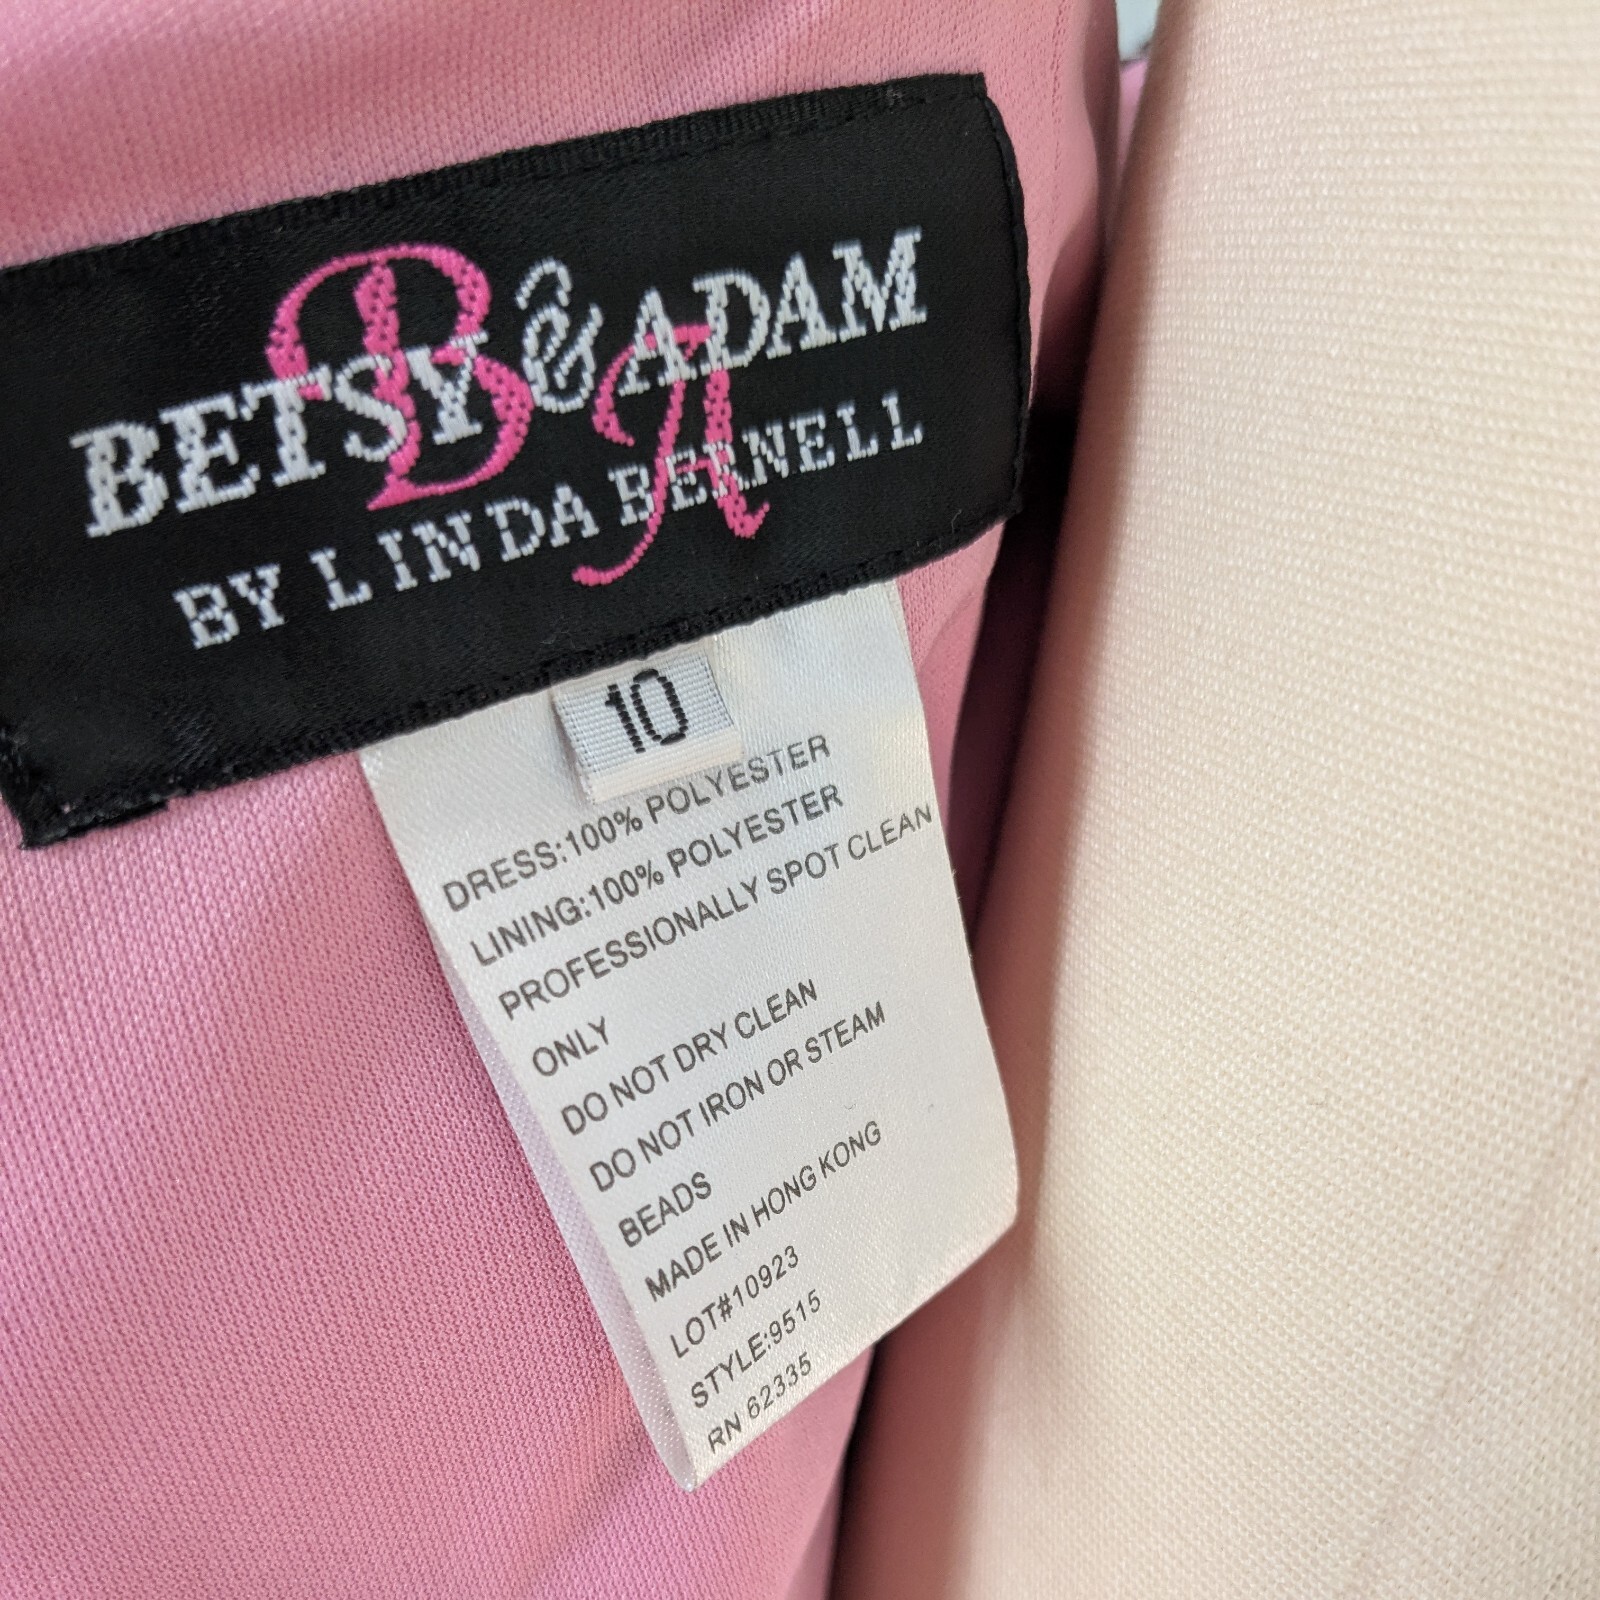 BETSY & ADAM
BA
BY LINDA BERNELL
10
DRESS:100% POLYESTER
LINING:100% POLYESTER
PROFESSIONALLY SPOT CLEAN
ONLY
DO NOT DRY CLEAN
DO NOT IRON OR STEAM
BEADS
MADE IN HONG KONG
LOT#10923
STYLE:9515
RN 62335